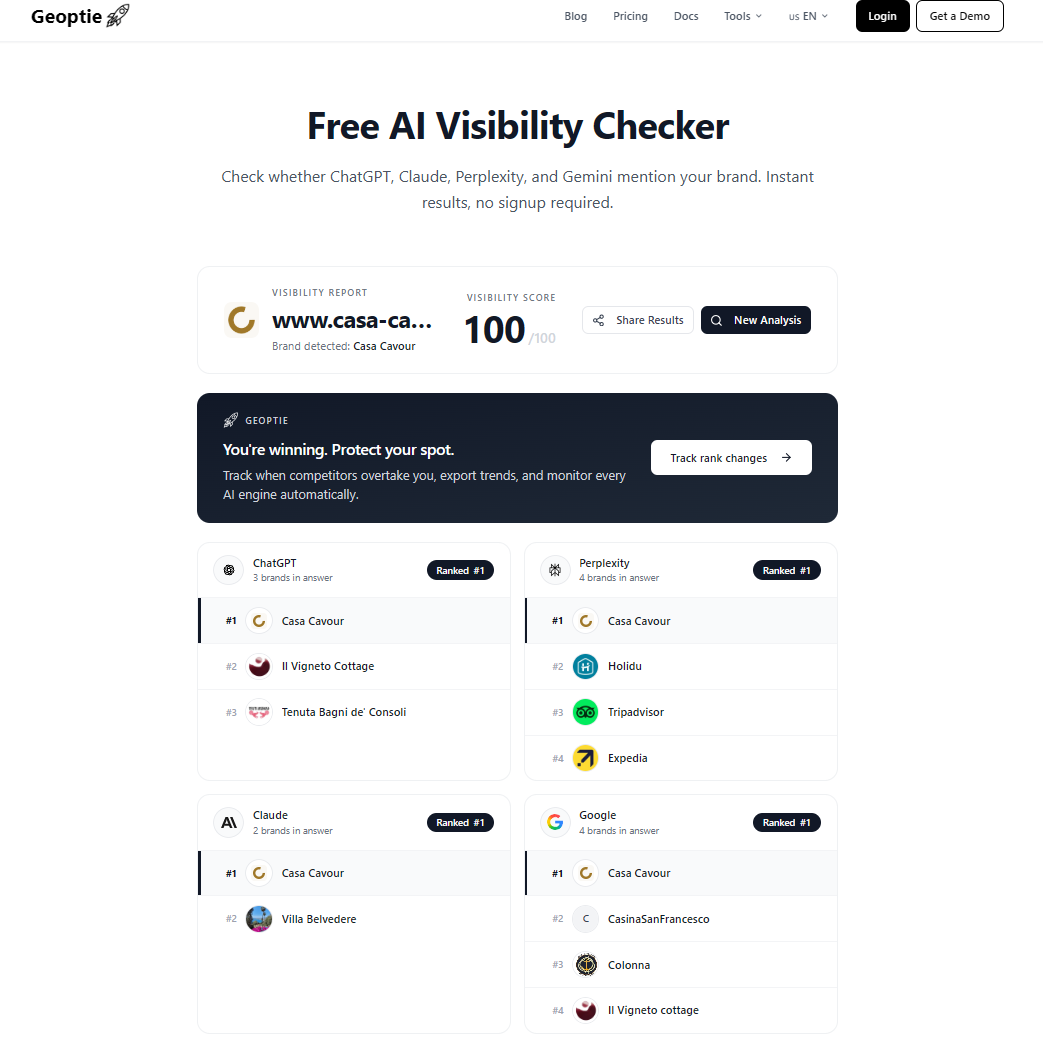 Geoptie
Blog Pricing Docs Tools us EN Login Get a Demo
Free AI Visibility Checker
Check whether ChatGPT, Claude, Perplexity, and Gemini mention your brand. Instant
results, no signup required.
VISIBILITY REPORT
www.casa-ca...
Brand detected: Casa Cavour
VISIBILITY SCORE
100 /100
Share Results
New Analysis
GEOPTIE
You're winning. Protect your spot.
Track when competitors overtake you, export trends, and monitor every
AI engine automatically.
Track rank changes
ChatGPT
3 brands in answer
Ranked #1
#1 Casa Cavour
#2 Il Vigneto Cottage
#3 Tenuta Bagni de' Consoli
Perplexity
4 brands in answer
Ranked #1
#1 Casa Cavour
#2 Holidu
#3 Tripadvisor
#4 Expedia
Claude
2 brands in answer
Ranked #1
#1 Casa Cavour
#2 Villa Belvedere
Google
4 brands in answer
Ranked #1
#1 Casa Cavour
#2 C CasinaSanFrancesco
#3 Colonna
#4 Il Vigneto cottage